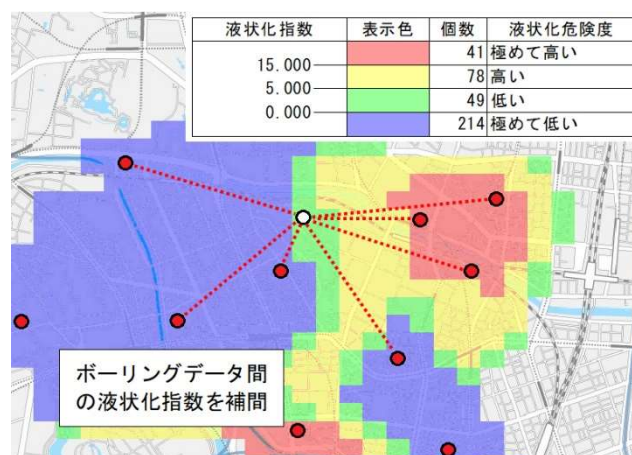 液状化指数 表示色 個数 液状化危険度
41 極めて高い
15.000
78 高い
5.000
49 低い
0.000
214 極めて低い
ボーリングデータ間
の液状化指数を補間